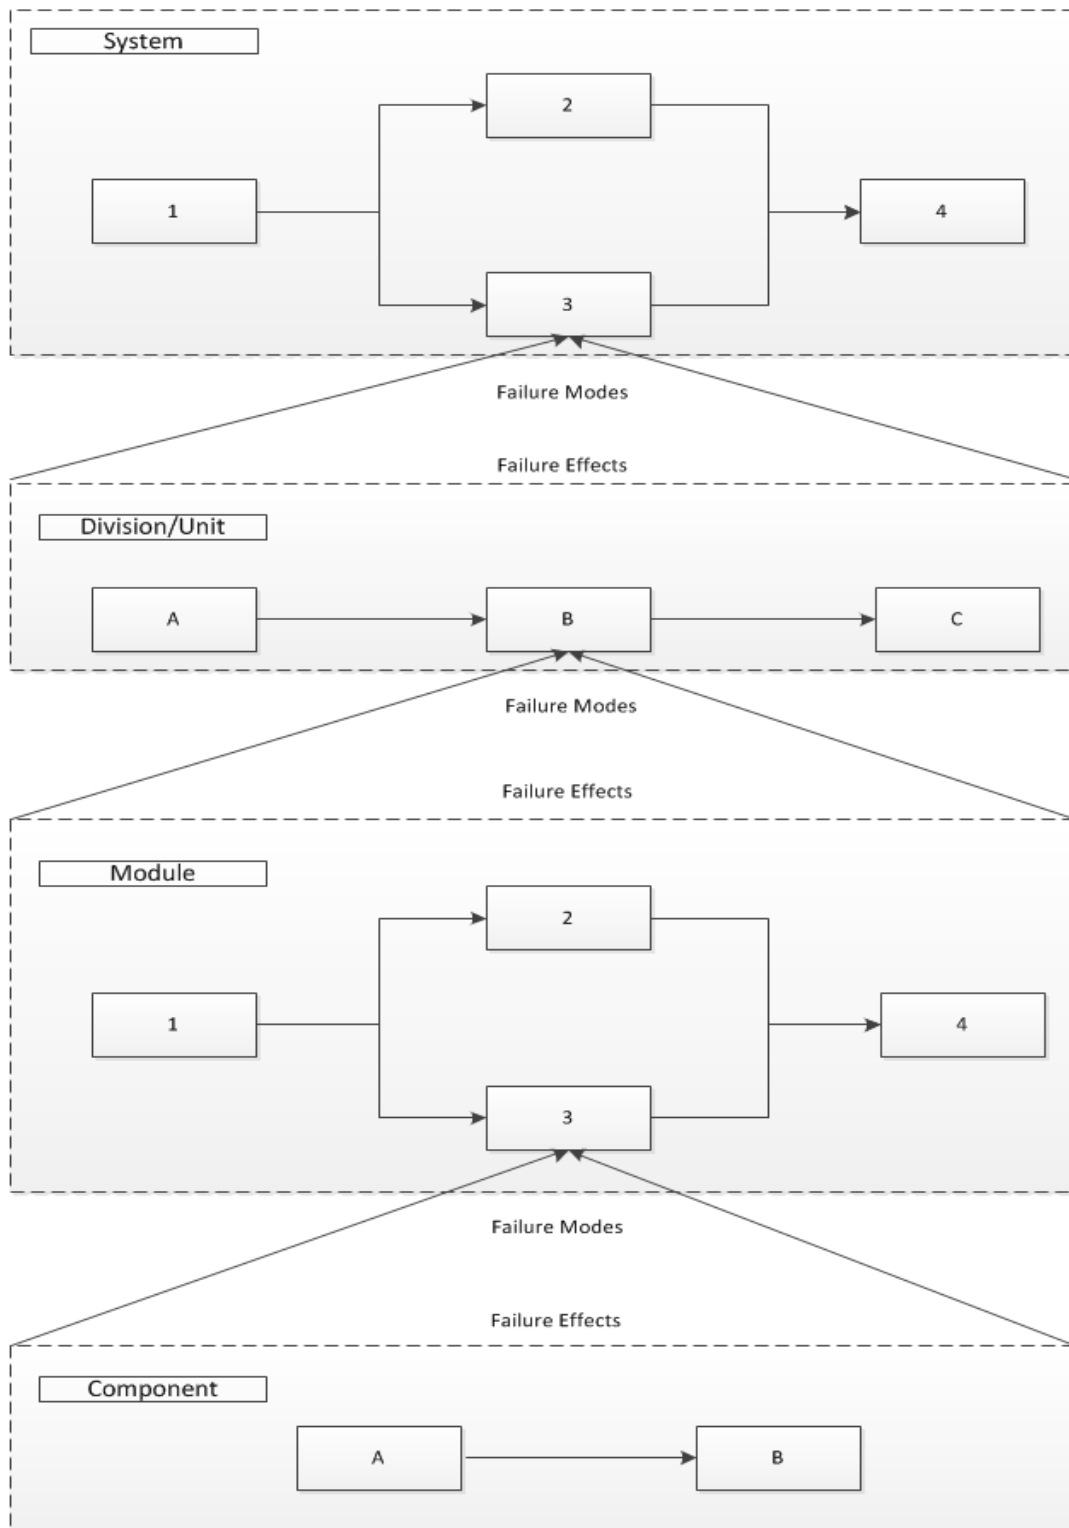 System
2
1
4
3
Failure Modes
Failure Effects
Division/Unit
A
B
C
Failure Modes
Failure Effects
Module
2
1
4
3
Failure Modes
Failure Effects
Component
A
B